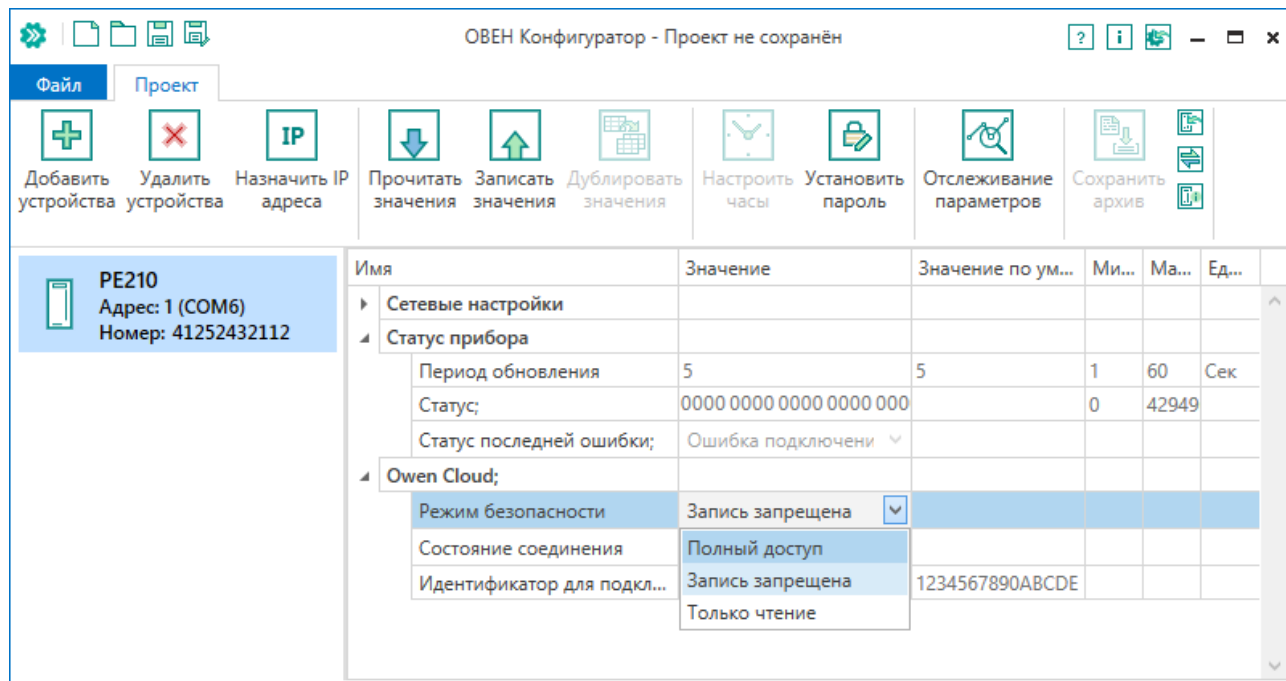 ОВЕН Конфигуратор - Проект не сохранён
? i
Файл Проект
IP
Добавить устройства
Удалить устройства
Назначить IP адреса
Прочитать значения
Записать значения
Дублировать значения
Настроить часы
Установить пароль
Отслеживание параметров
Сохранить архив
PE210
Адрес: 1 (COM6)
Номер: 41252432112
Имя Значение Значение по ум... Ми... Ма... Ед...
Сетевые настройки
Статус прибора
Период обновления 5 5 1 60 Сек
Статус; 0000 0000 0000 0000 000 0 42949
Статус последней ошибки; Ошибка подключени
Owen Cloud;
Режим безопасности Запись запрещена
Состояние соединения Полный доступ
Идентификатор для подкл... Запись запрещена 1234567890ABCDE
Только чтение